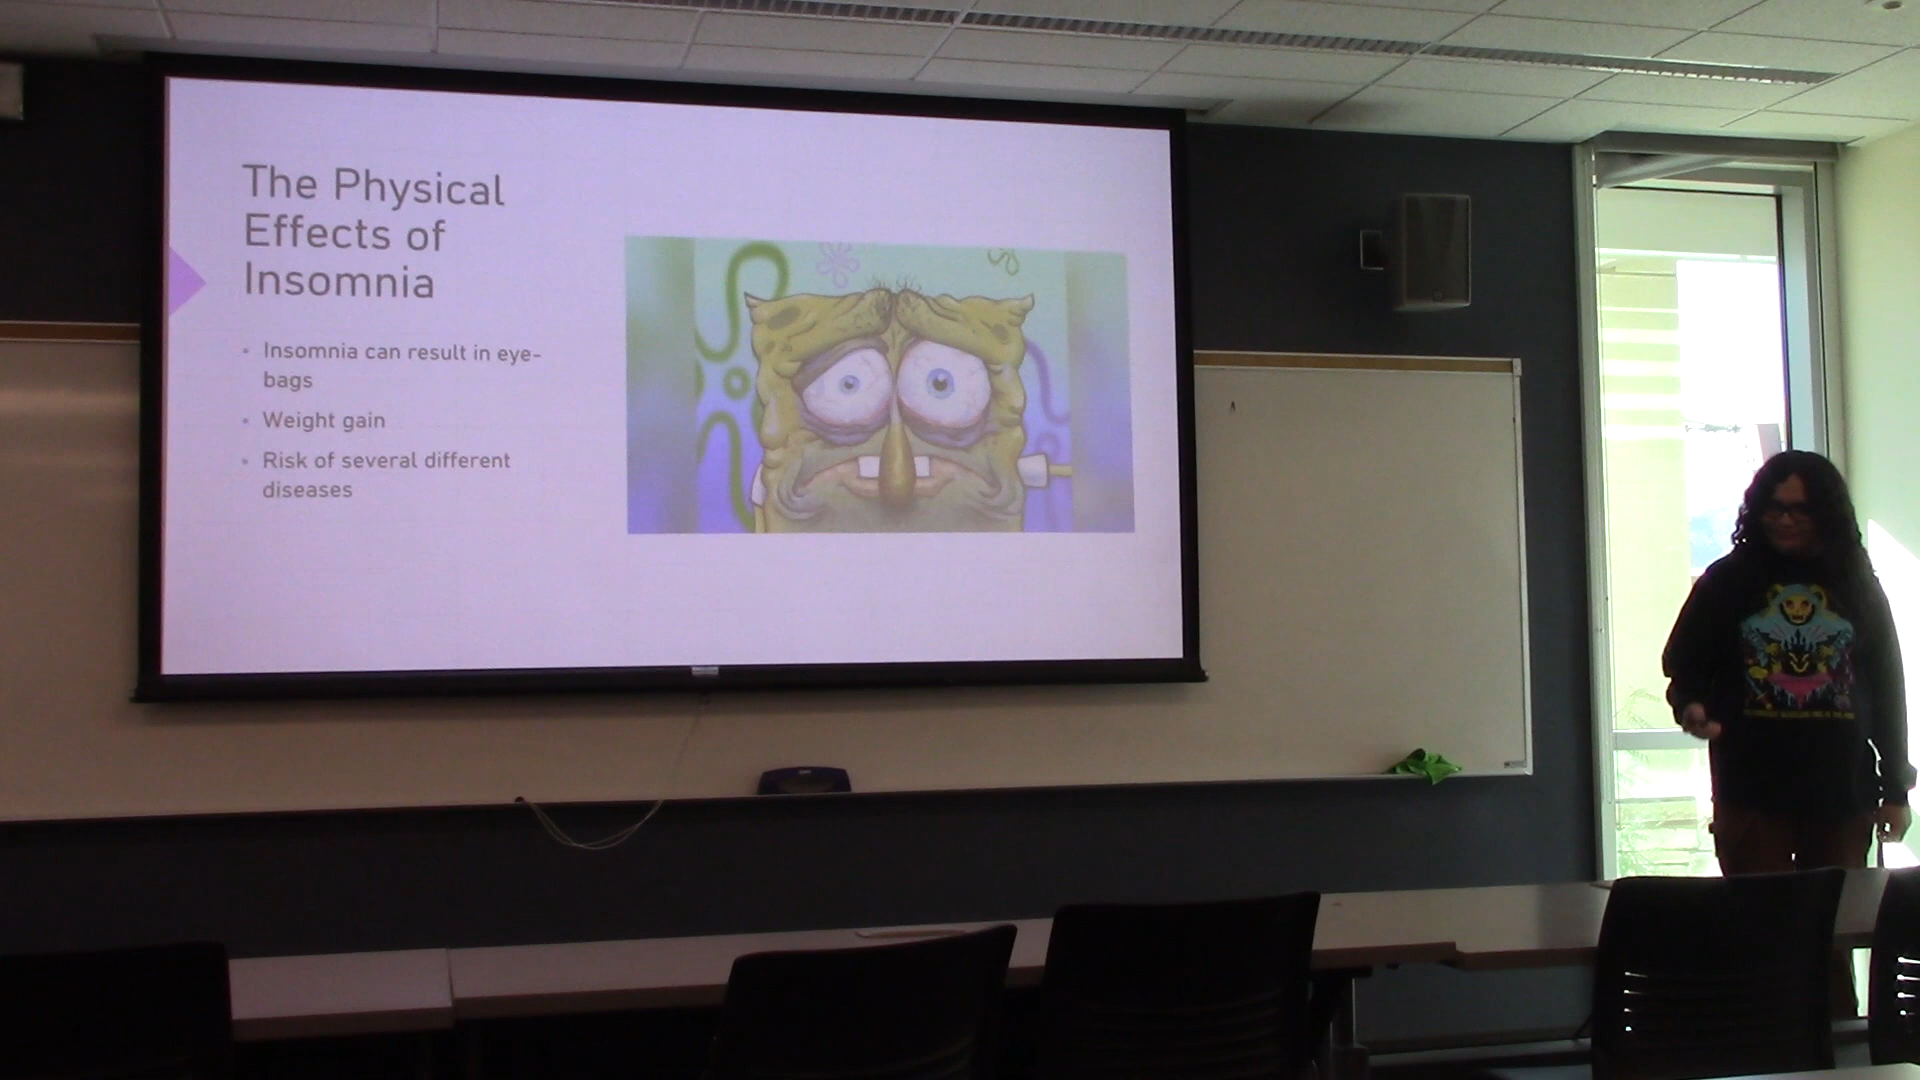 The Physical
Effects of
Insomnia
• Insomnia can result in eye-
bags
• Weight gain
• Risk of several different
diseases